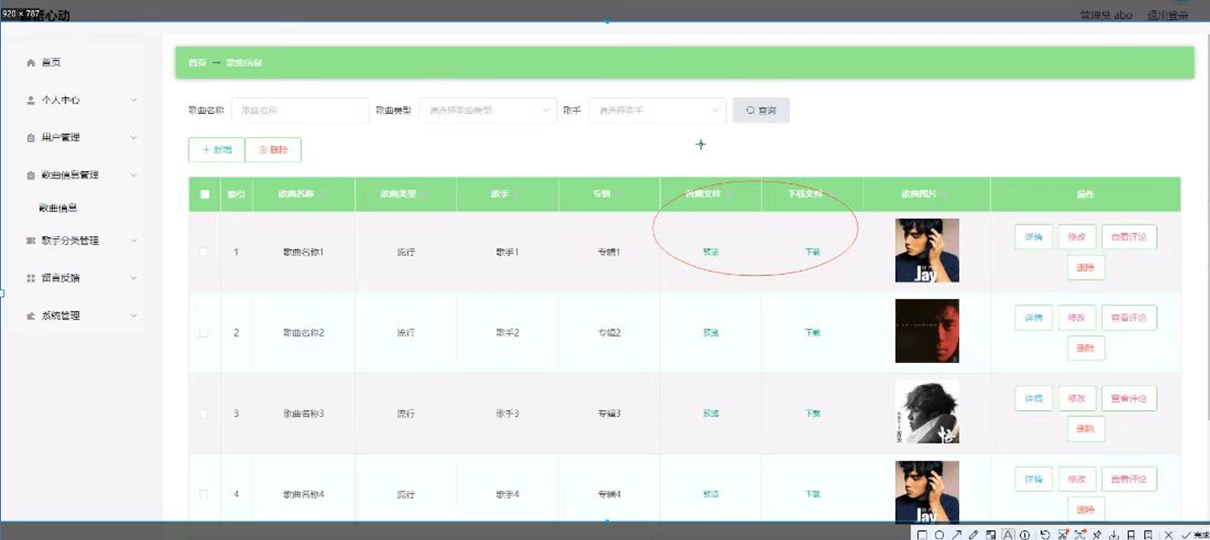 920 × 787
心动
管理员 abo 退出登录
首页
个人中心
用户管理
歌曲信息管理
歌曲信息
歌手分类管理
留言反馈
系统管理
首页 → 歌曲信息
歌曲名称 歌曲名称 歌曲类型 请选择歌曲类型 歌手 请选择歌手 查询
+ 新增 删除
索引 歌曲名称 歌曲类型 歌手 专辑 音频文件 下载文件 歌曲图片 操作
1 歌曲名称1 流行 歌手1 专辑1 预览 下载 Jay 详情 修改 查看评论
删除
2 歌曲名称2 流行 歌手2 专辑2 预览 下载 详情 修改 查看评论
删除
3 歌曲名称3 流行 歌手3 专辑3 预览 下载 悟 详情 修改 查看评论
删除
4 歌曲名称4 流行 歌手4 专辑4 预览 下载 Jay 详情 修改 查看评论
删除
完成